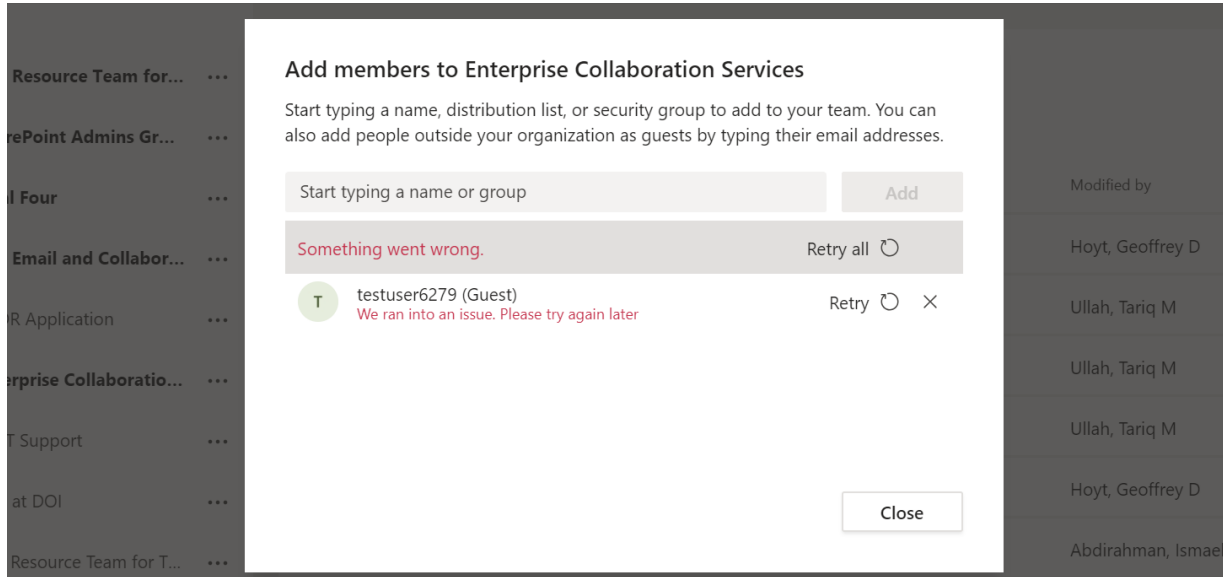 Resource Team for...
rePoint Admins Gr...
l Four
Email and Collabor...
R Application
erprise Collaboratio...
T Support
at DOI
Resource Team for T...
Add members to Enterprise Collaboration Services
Start typing a name, distribution list, or security group to add to your team. You can
also add people outside your organization as guests by typing their email addresses.
Start typing a name or group
Add
Something went wrong.
Retry all
T
testuser6279 (Guest)
We ran into an issue. Please try again later
Retry
Close
Modified by
Hoyt, Geoffrey D
Ullah, Tariq M
Ullah, Tariq M
Ullah, Tariq M
Hoyt, Geoffrey D
Abdirahman, Ismae